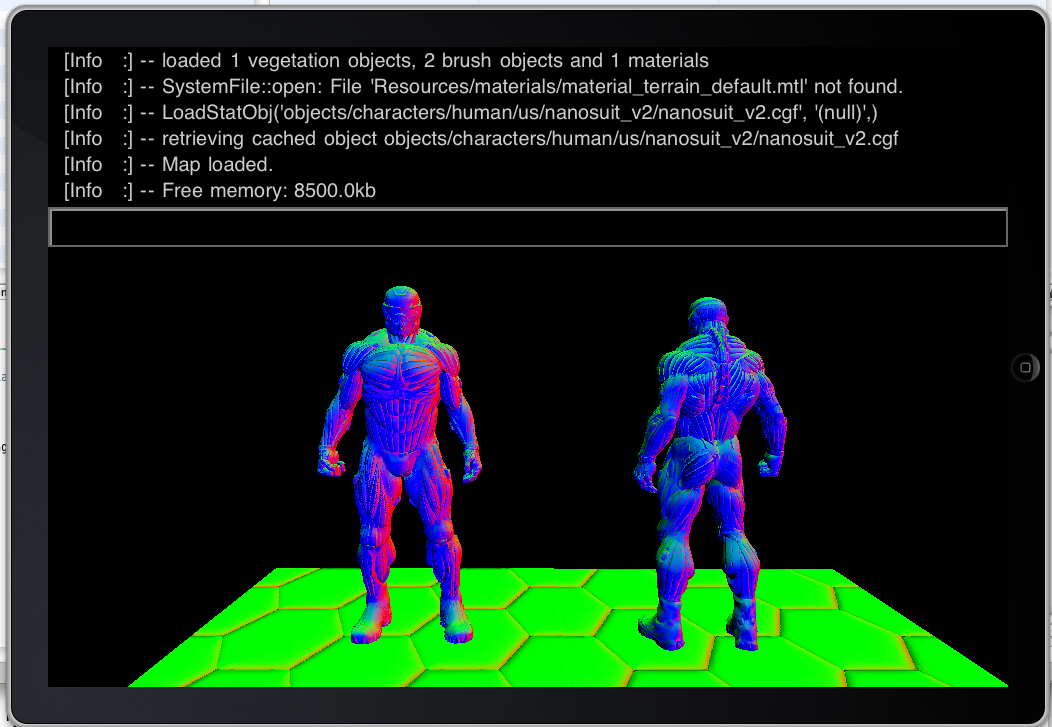 [Info :] -- loaded 1 vegetation objects, 2 brush objects and 1 materials
[Info :] -- SystemFile::open: File 'Resources/materials/material_terrain_default.mtl' not found.
[Info :] -- LoadStatObj('objects/characters/human/us/nanosuit_v2/nanosuit_v2.cgf', '(null)',)
[Info :] -- retrieving cached object objects/characters/human/us/nanosuit_v2/nanosuit_v2.cgf
[Info :] -- Map loaded.
[Info :] -- Free memory: 8500.0kb